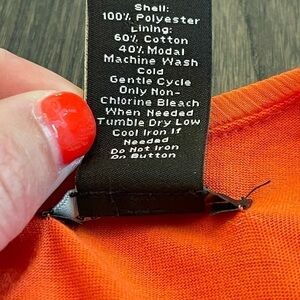 Shell:
100% Polyester
Lining:
60% Cotton
40% Modal
Machine Wash
Cold
Gentle Cycle
Only Non-
Chlorine Bleach
When Needed
Tumble Dry Low
Cool Iron If
Needed
Do Not Iron
On Button